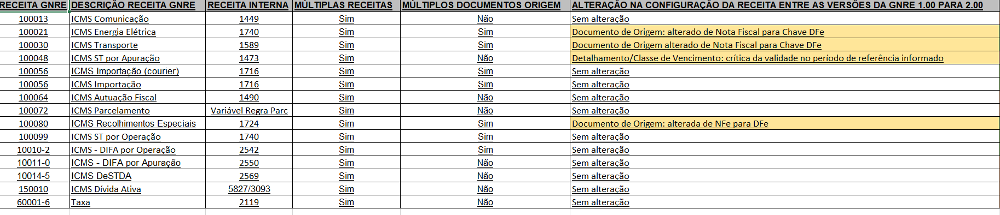 RECEITA GNRE DESCRIÇÃO RECEITA GNRE RECEITA INTERNA MÚLTIPLAS RECEITAS MÚLTIPLOS DOCUMENTOS ORIGEM ALTERAÇÃO NA CONFIGURAÇÃO DA RECEITA ENTRE AS VERSÕES DA GNRE 1.00 PARA 2.00
100013 ICMS Comunicação 1449 Sim Não Sem alteração
100021 ICMS Energia Elétrica 1740 Sim Sim Documento de Origem: alterado de Nota Fiscal para Chave DFe
100030 ICMS Transporte 1589 Sim Sim Documento de Origem alterado de Nota Fiscal para Chave DFe
100048 ICMS ST por Apuração 1473 Sim Não Detalhamento/Classe de Vencimento: crítica da validade no período de referência informado
100056 ICMS Importação (courier) 1716 Sim Sim Sem alteração
100056 ICMS Importação 1716 Sim Sim Sem alteração
100064 ICMS Autuação Fiscal 1490 Sim Não Sem alteração
100072 ICMS Parcelamento Variável Regra Parc Sim Não Sem alteração
100080 ICMS Recolhimentos Especiais 1724 Sim Sim Documento de Origem: alterada de NFe para DFe
100099 ICMS ST por Operação 1740 Sim Sim Sem alteração
10010-2 ICMS - DIFA por Operação 2542 Sim Sim Sem alteração
10011-0 ICMS - DIFA por Apuração 2550 Sim Não Sem alteração
10014-5 ICMS DeSTDA 2569 Sim Não Sem alteração
150010 ICMS Dívida Ativa 5827/3093 Sim Não Sem alteração
60001-6 Taxa 2119 Sim Não Sem alteração